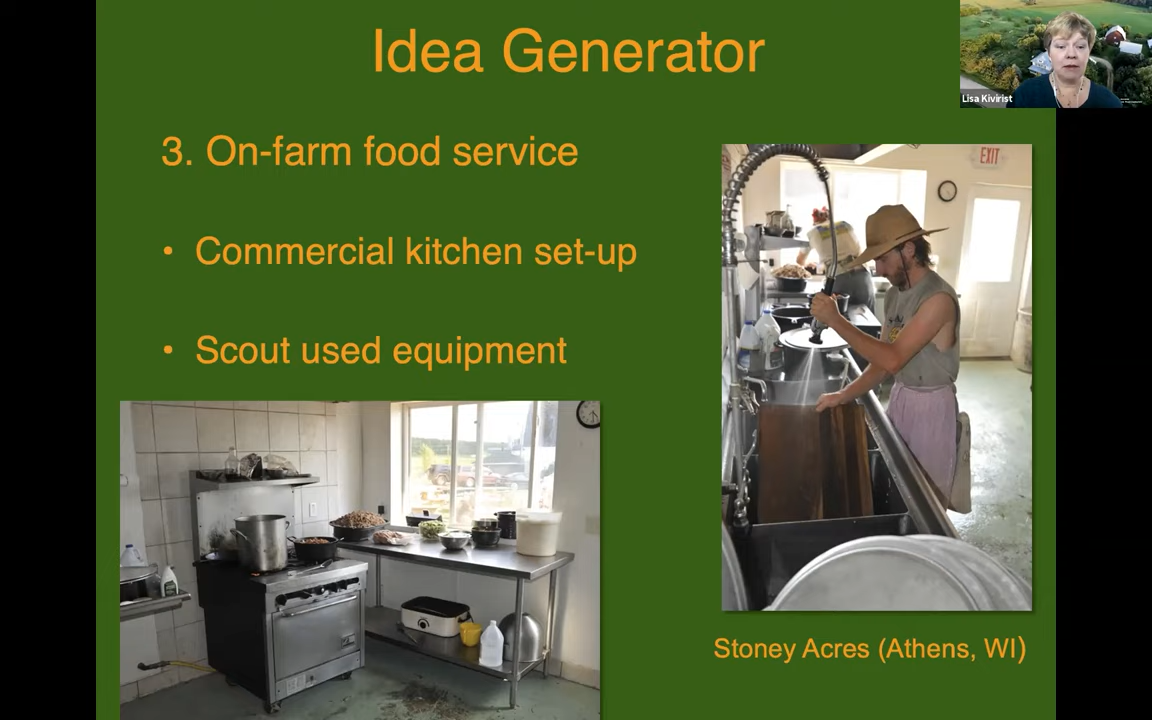 Idea Generator
Lisa Kivirist
3. On-farm food service
EXIT
• Commercial kitchen set-up
• Scout used equipment
Stoney Acres (Athens, WI)